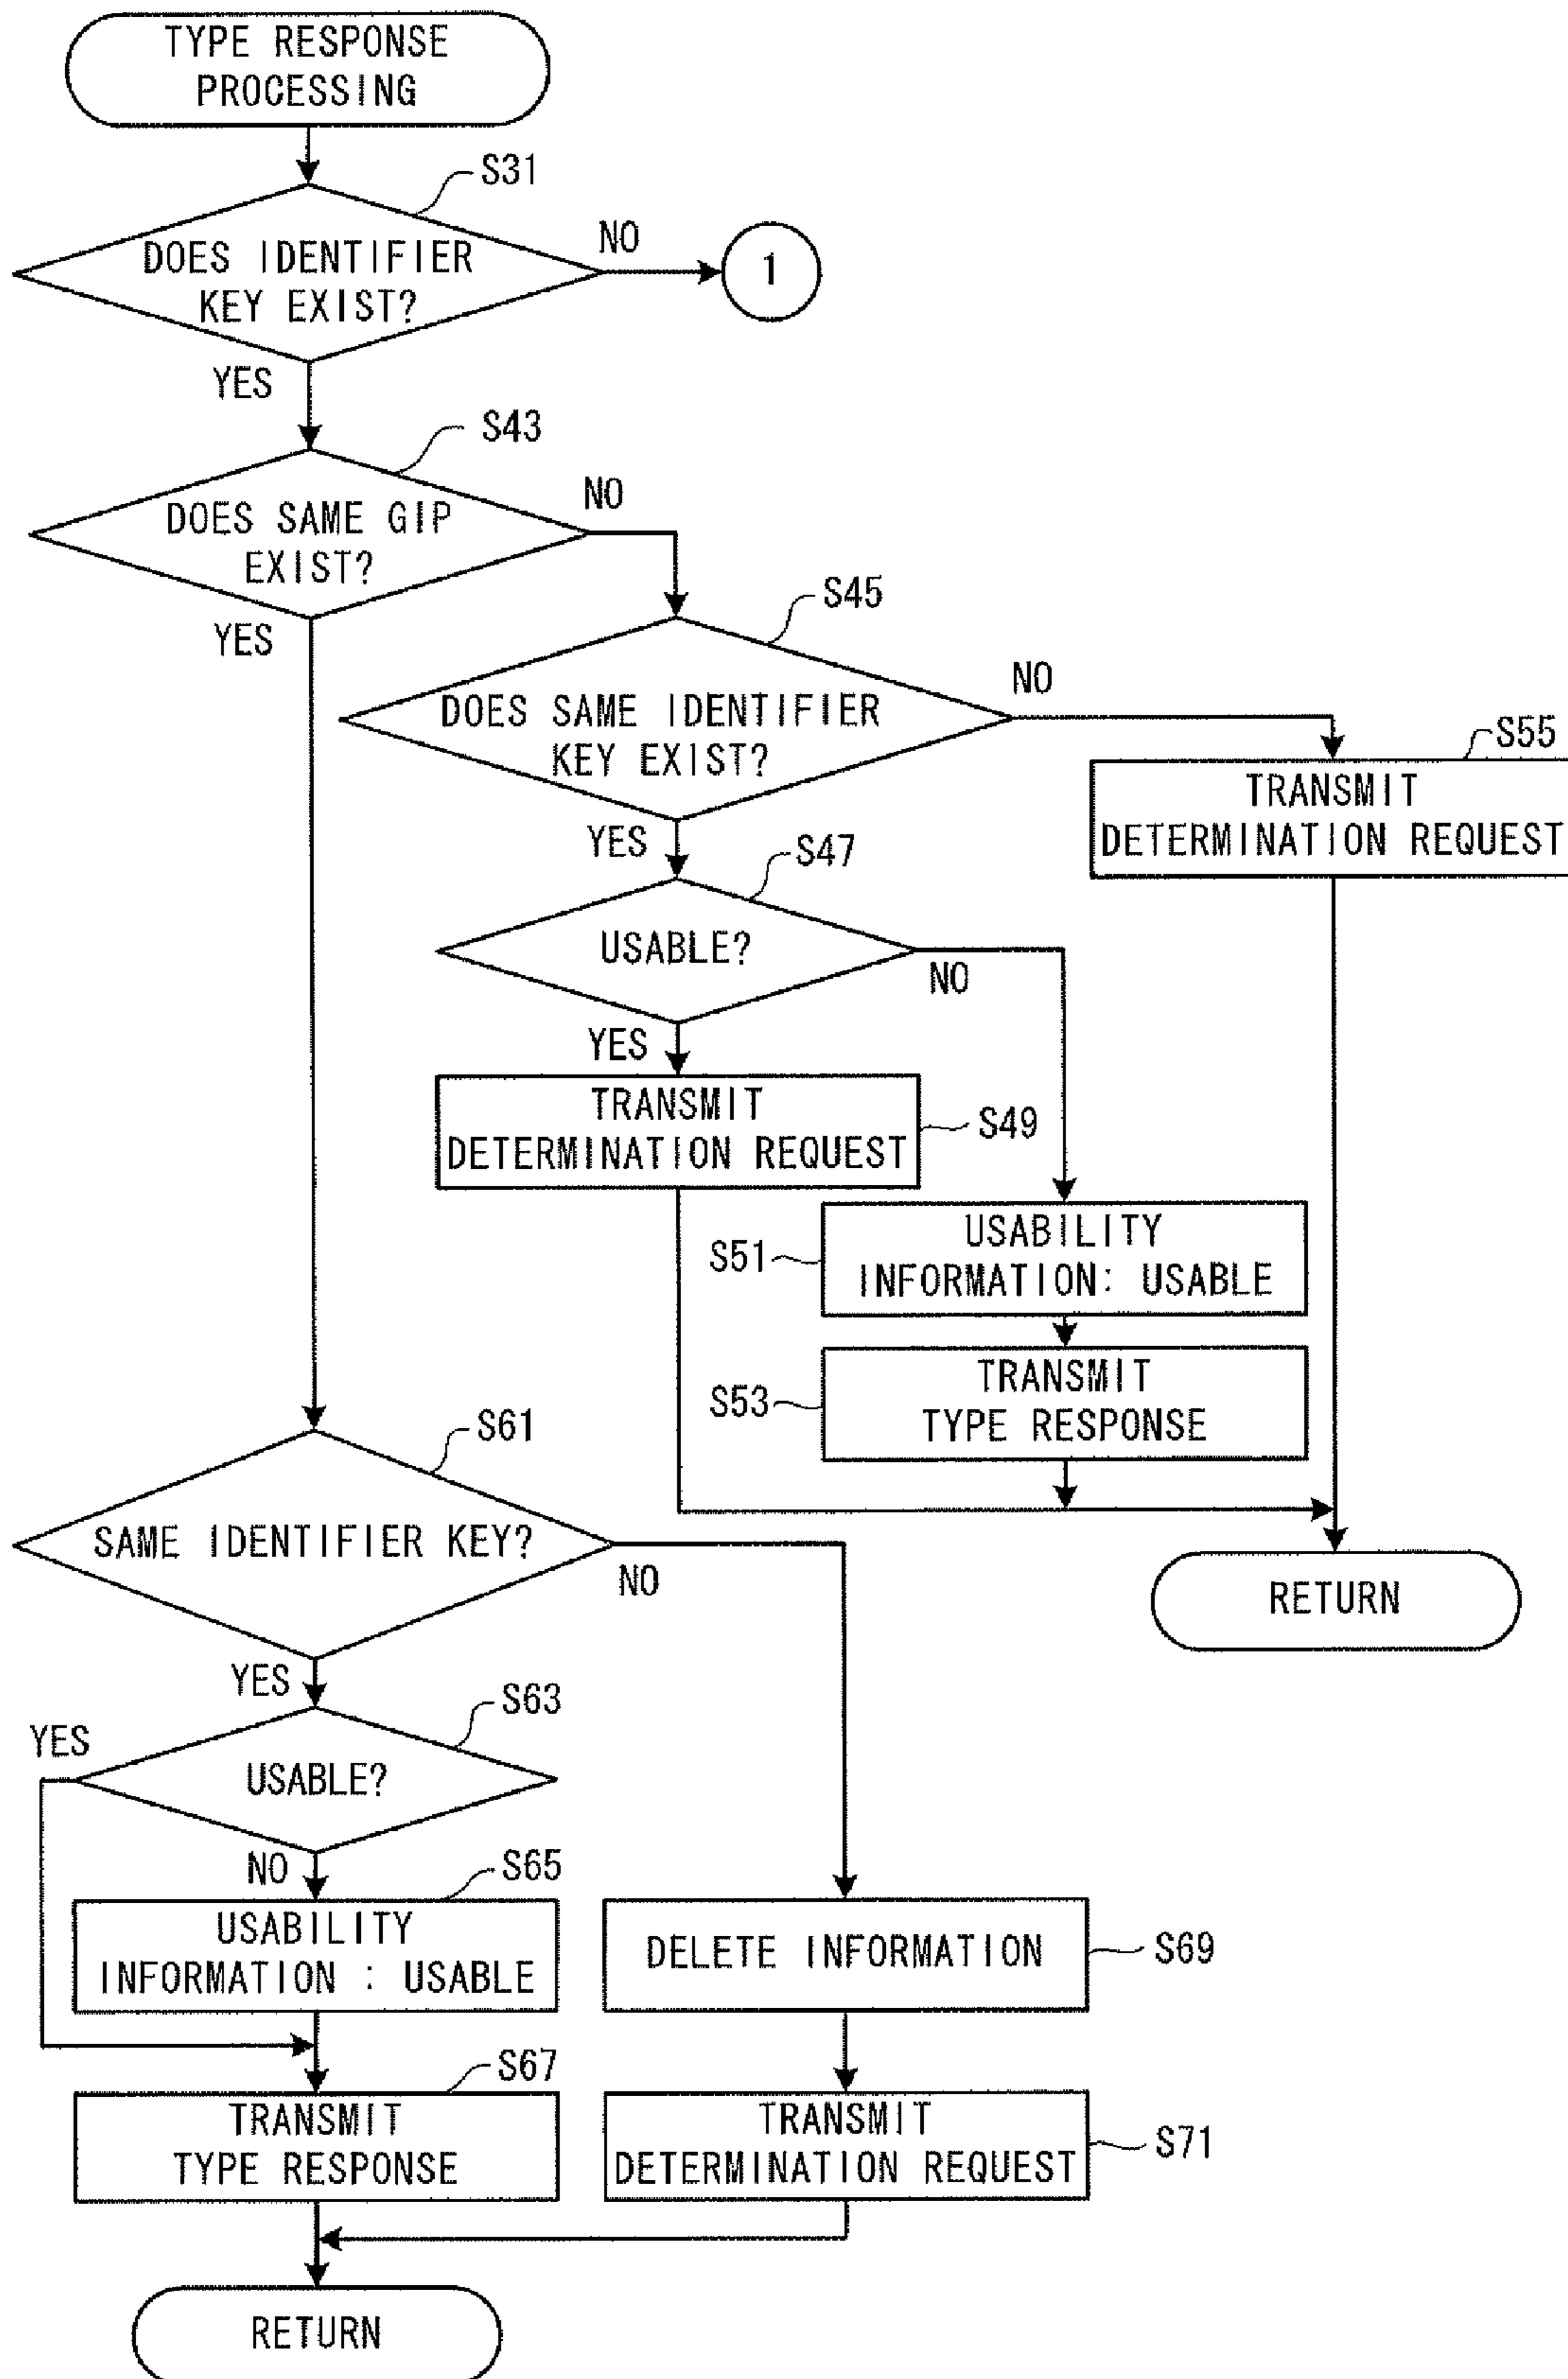 TYPE RESPONSE
PROCESSING
S31
DOES IDENTIFIER
KEY EXIST?
NO
1
YES
S43
DOES SAME GIP
EXIST?
NO
YES
S45
DOES SAME IDENTIFIER
KEY EXIST?
NO
S55
TRANSMIT
DETERMINATION REQUEST
YES
S47
USABLE?
NO
YES
TRANSMIT
DETERMINATION REQUEST
S49
S51
USABILITY
INFORMATION: USABLE
S53
TRANSMIT
TYPE RESPONSE
RETURN
S61
SAME IDENTIFIER KEY?
NO
YES
S63
YES
USABLE?
NO
S65
USABILITY
INFORMATION : USABLE
DELETE INFORMATION
S69
S67
TRANSMIT
TYPE RESPONSE
TRANSMIT
DETERMINATION REQUEST
S71
RETURN